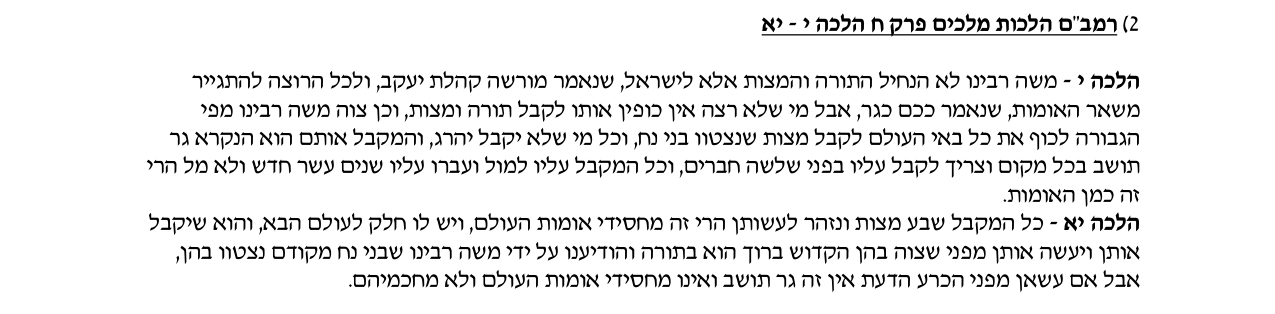 2) רמב"ם הלכות מלכים פרק ח הלכה י - יא
הלכה י - משה רבינו לא הנחיל התורה והמצות אלא לישראל, שנאמר מורשה קהלת יעקב, ולכל הרוצה להתגייר
משאר האומות, שנאמר ככם כגר, אבל מי שלא רצה אין כופין אותו לקבל תורה ומצות, וכן צוה משה רבינו מפי
הגבורה לכוף את כל באי העולם לקבל מצות שנצטוו בני נח, וכל מי שלא יקבל יהרג, והמקבל אותם הוא הנקרא גר
תושב בכל מקום וצריך לקבל עליו בפני שלשה חברים, וכל המקבל עליו למול ועברו עליו שנים עשר חדש ולא מל הרי
זה כמן האומות.
הלכה יא - כל המקבל שבע מצות ונזהר לעשותן הרי זה מחסידי אומות העולם, ויש לו חלק לעולם הבא, והוא שיקבל
אותן ויעשה אותן מפני שצוה בהן הקדוש ברוך הוא בתורה והודיענו על ידי משה רבינו שבני נח מקודם נצטוו בהן,
אבל אם עשאן מפני הכרע הדעת אין זה גר תושב ואינו מחסידי אומות העולם ולא מחכמיהם.